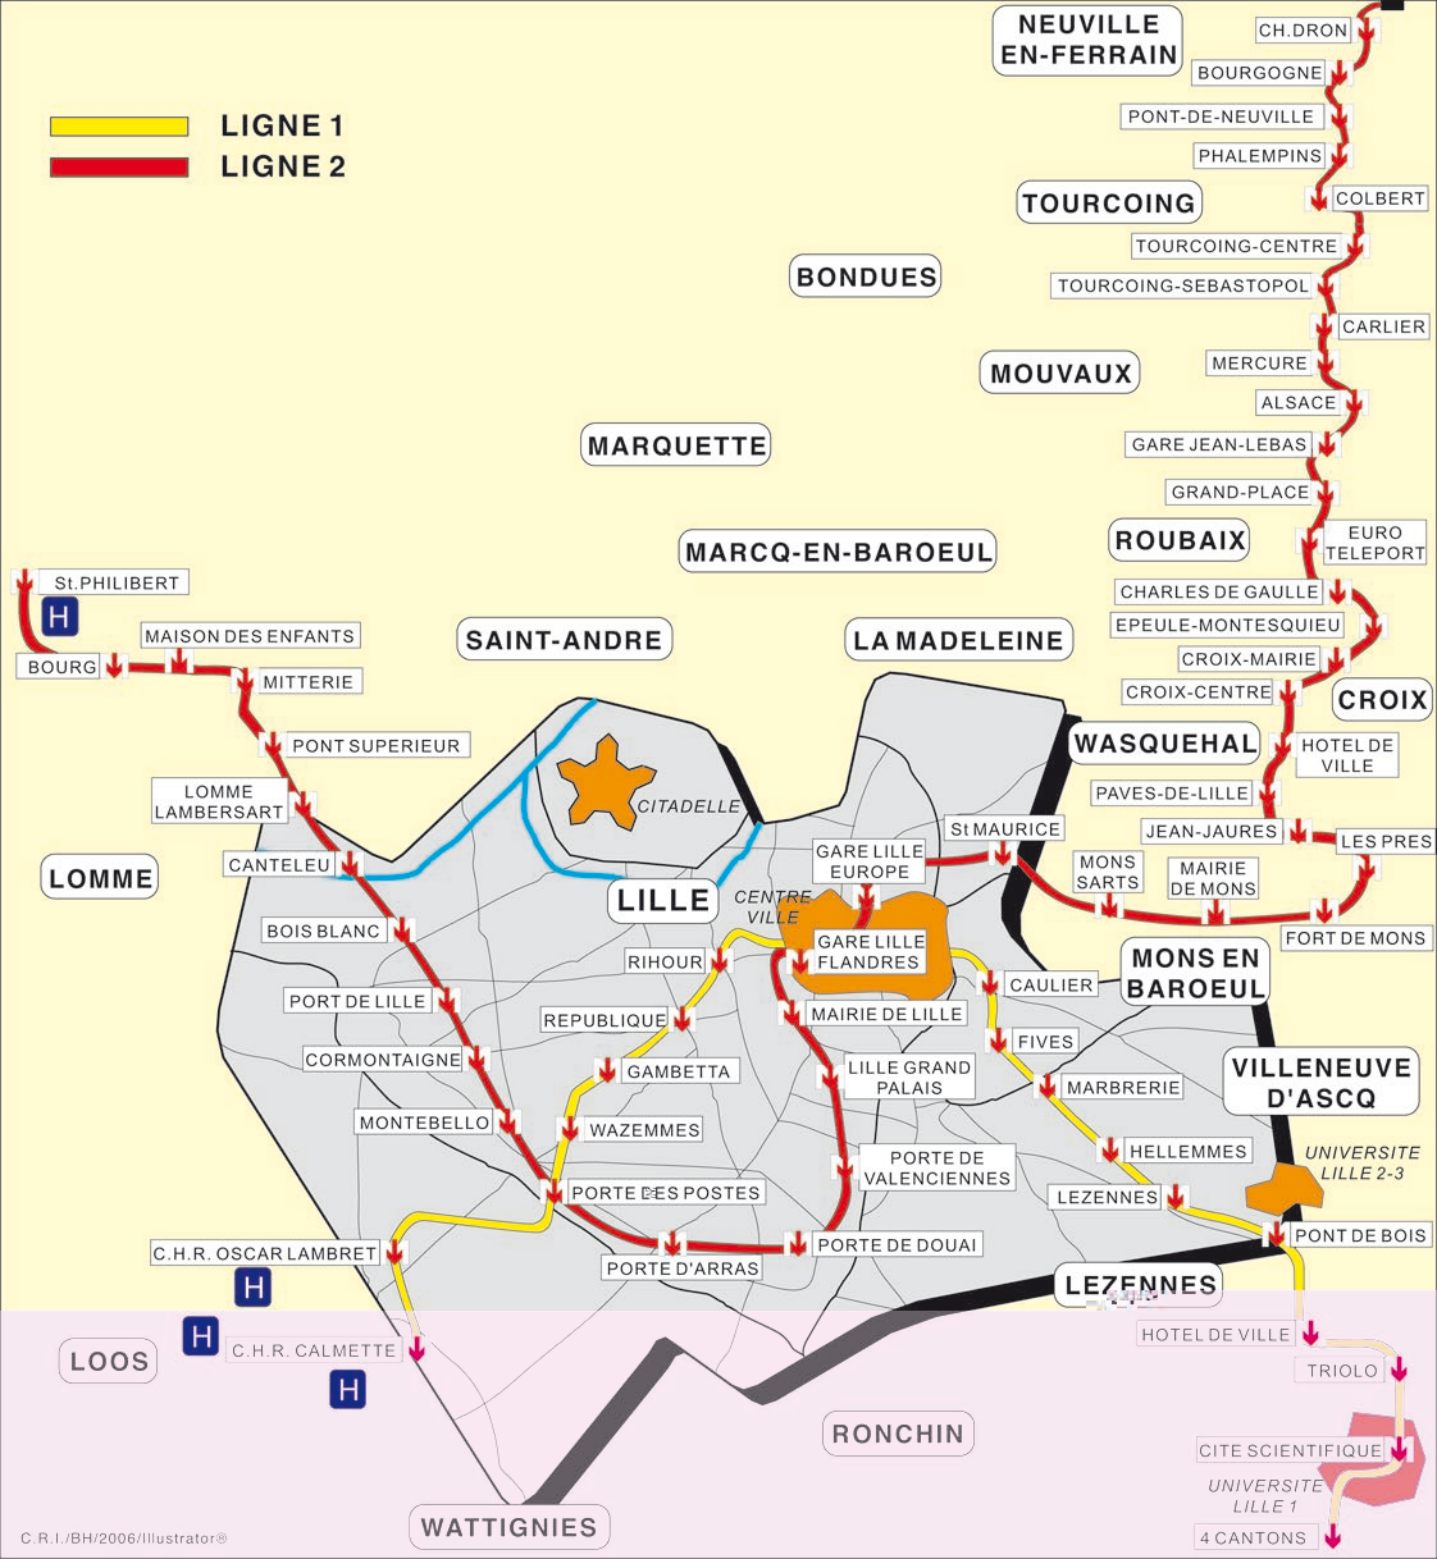 NEUVILLE
EN-FERRAIN
CH.DRON
BOURGOGNE
LIGNE 1
PONT-DE-NEUVILLE
LIGNE 2
PHALEMPINS
TOURCOING
COLBERT
TOURCOING-CENTRE
BONDUES
TOURCOING-SEBASTOPOL
CARLIER
MOUVAUX
MERCURE
ALSACE
MARQUETTE
GARE JEAN-LEBAS
GRAND-PLACE
MARCQ-EN-BAROEUL
ROUBAIX
EURO
TELEPORT
St.PHILIBERT
H
CHARLES DE GAULLE
EPEULE-MONTESQUIEU
MAISON DES ENFANTS
SAINT-ANDRE
LA MADELEINE
BOURG
MITTERIE
CROIX-MAIRIE
CROIX-CENTRE
CROIX
PONT SUPERIEUR
WASQUEHAL
HOTEL DE
VILLE
LOMME
LAMBERSART
CITADELLE
PAVES-DE-LILLE
JEAN-JAURES
LES PRES
St MAURICE
CANTELEU
LOMME
GARE LILLE
EUROPE
MONS
SARTS
MAIRIE
DE MONS
LILLE
CENTRE
VILLE
BOIS BLANC
FORT DE MONS
RIHOUR
GARE LILLE
FLANDRES
MONS EN
BAROEUL
CAULIER
PORT DE LILLE
REPUBLIQUE
MAIRIE DE LILLE
FIVES
CORMONTAIGNE
GAMBETTA
LILLE GRAND
PALAIS
MARBRERIE
VILLENEUVE
D'ASCQ
MONTEBELLO
WAZEMMES
HELLEMMES
UNIVERSITE
LILLE 2-3
PORTE DE
VALENCIENNES
PORTE DES POSTES
LEZENNES
C.H.R. OSCAR LAMBRET
PORTE D'ARRAS
PORTE DE DOUAI
PONT DE BOIS
H
LEZENNES
H
C.H.R. CALMETTE
HOTEL DE VILLE
LOOS
H
TRIOLO
RONCHIN
CITE SCIENTIFIQUE
UNIVERSITE
LILLE 1
WATTIGNIES
4 CANTONS
C.R.I./BH/2006/Illustrator®